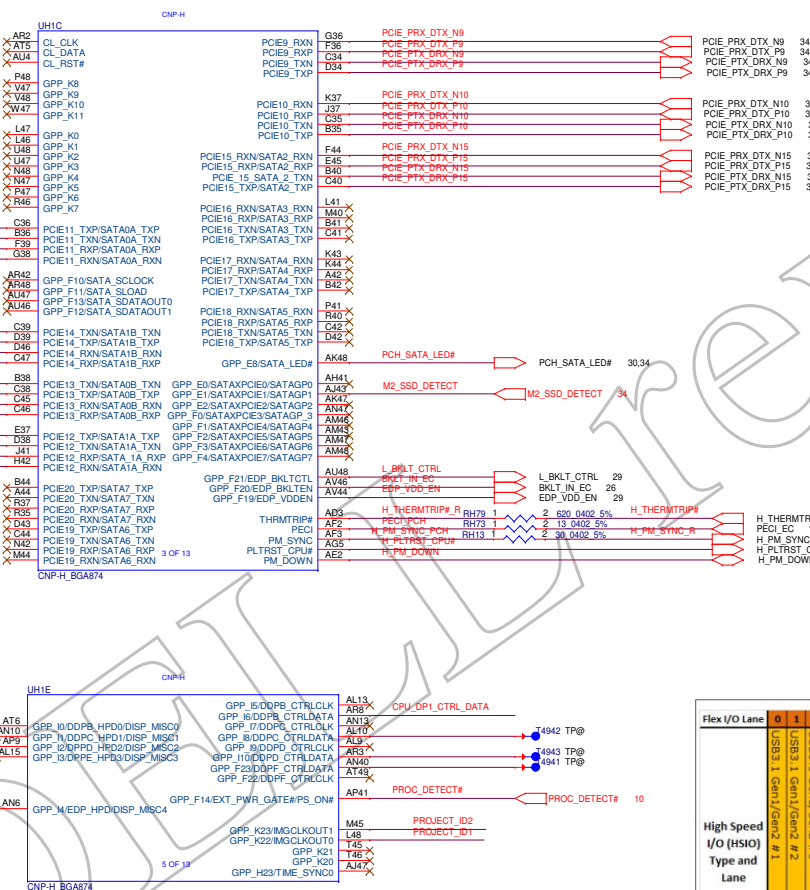 CNP-H
UH1C
AR2 CL_CLK
AT5 CL_DATA
AU4 CL_RST#
P48 GPP_K8
V47 GPP_K9
V48 GPP_K10
W47 GPP_K11
L47 GPP_K0
L46 GPP_K1
U48 GPP_K2
U47 GPP_K3
N48 GPP_K4
N47 GPP_K5
P47 GPP_K6
R46 GPP_K7
C36 PCIE11_TXP/SATA0A_TXP
B36 PCIE11_TXN/SATA0A_TXN
F39 PCIE11_RXP/SATA0A_RXP
G38 PCIE11_RXN/SATA0A_RXN
AR42 GPP_F10/SATA_SCLOCK
AR48 GPP_F11/SATA_SLOAD
AU47 GPP_F13/SATA_SDATAOUT0
AU46 GPP_F12/SATA_SDATAOUT1
C39 PCIE14_TXN/SATA1B_TXN
D39 PCIE14_TXP/SATA1B_TXP
D46 PCIE14_RXN/SATA1B_RXN
C47 PCIE14_RXP/SATA1B_RXP
B38 PCIE13_TXN/SATA0B_TXN
C38 PCIE13_TXP/SATA0B_TXP
C45 PCIE13_RXN/SATA0B_RXN
C46 PCIE13_RXP/SATA0B_RXP
E37 PCIE12_TXP/SATA1A_TXP
D38 PCIE12_TXN/SATA1A_TXN
J41 PCIE12_RXP/SATA_1A_RXP
H42 PCIE12_RXN/SATA1A_RXN
B44 PCIE20_TXP/SATA7_TXP
A44 PCIE20_TXN/SATA7_TXN
R37 PCIE20_RXP/SATA7_RXP
R35 PCIE20_RXN/SATA7_RXN
D43 PCIE19_TXP/SATA6_TXP
C44 PCIE19_TXN/SATA6_TXN
N42 PCIE19_RXP/SATA6_RXP
M44 PCIE19_RXN/SATA6_RXN
PCIE9_RXN G36 PCIE_PRX_DTX_N9 PCIE_PRX_DTX_N9 34
PCIE9_RXP F36 PCIE_PRX_DTX_P9 PCIE_PRX_DTX_P9 34
PCIE9_TXN C34 PCIE_PTX_DRX_N9 PCIE_PTX_DRX_N9 34
PCIE9_TXP D34 PCIE_PTX_DRX_P9
PCIE10_RXN K37 PCIE_PRX_DTX_N10 PCIE_PRX_DTX_N10
PCIE10_RXP J37 PCIE_PRX_DTX_P10 PCIE_PRX_DTX_P10
PCIE10_TXN C35 PCIE_PTX_DRX_N10 PCIE_PTX_DRX_N10
PCIE10_TXP B35 PCIE_PTX_DRX_P10 PCIE_PTX_DRX_P10
PCIE15_RXN/SATA2_RXN F44 PCIE_PRX_DTX_N15 PCIE_PRX_DTX_N15
PCIE15_RXP/SATA2_RXP E45 PCIE_PRX_DTX_P15 PCIE_PRX_DTX_P15
PCIE_15_SATA_2_TXN B40 PCIE_PTX_DRX_N15 PCIE_PTX_DRX_N15
PCIE15_TXP/SATA2_TXP C40 PCIE_PTX_DRX_P15 PCIE_PTX_DRX_P15
PCIE16_RXN/SATA3_RXN L41
PCIE16_RXP/SATA3_RXP M40
PCIE16_TXN/SATA3_TXN B41
PCIE16_TXP/SATA3_TXP C41
PCIE17_RXN/SATA4_RXN K43
PCIE17_RXP/SATA4_RXP K44
PCIE17_TXN/SATA4_TXN A42
PCIE17_TXP/SATA4_TXP B42
PCIE18_RXN/SATA5_RXN P41
PCIE18_RXP/SATA5_RXP R40
PCIE18_TXN/SATA5_TXN C42
PCIE18_TXP/SATA5_TXP D42
GPP_E8/SATA_LED# AK48 PCH_SATA_LED# PCH_SATA_LED# 30,34
GPP_E0/SATAXPCIE0/SATAGP0 AH41
GPP_E1/SATAXPCIE1/SATAGP1 AJ43 M2_SSD_DETECT M2_SSD_DETECT 34
GPP_E2/SATAXPCIE2/SATAGP2 AK47
GPP_F0/SATAXPCIE3/SATAGP_3 AN47
GPP_F1/SATAXPCIE4/SATAGP4 AM46
GPP_F2/SATAXPCIE5/SATAGP5 AM43
GPP_F3/SATAXPCIE6/SATAGP6 AM47
GPP_F4/SATAXPCIE7/SATAGP7 AM48
GPP_F21/EDP_BKLTCTL AU48 L_BKLT_CTRL L_BKLT_CTRL 29
GPP_F20/EDP_BKLTEN AV46 BKLT_IN_EC BKLT_IN_EC 26
GPP_F19/EDP_VDDEN AV44 EDP_VDD_EN EDP_VDD_EN 29
THRMTRIP# AD3 H_THERMTRIP#_R RH79 1 2 620_0402_5% H_THERMTRIP#
PECI AF2 PECI_PCH RH73 1 2 13_0402_5% PECI_EC
PM_SYNC AF3 H_PM_SYNC_PCH RH13 1 2 30_0402_5% H_PM_SYNC_R
PLTRST_CPU# AG5 H_PLTRST_CPU#
PM_DOWN AE2 H_PM_DOWN
3 OF 13
CNP-H_BGA874
CNP-H
UH1E
AT6 GPP_I0/DDPB_HPD0/DISP_MISC0
AN10 GPP_I1/DDPC_HPD1/DISP_MISC1
AP9 GPP_I2/DPPD_HPD2/DISP_MISC2
AL15 GPP_I3/DPPE_HPD3/DISP_MISC3
AN6 GPP_I4/EDP_HPD/DISP_MISC4
GPP_I5/DDPB_CTRLCLK AL13
GPP_I6/DDPB_CTRLDATA AR8 CPU_DP1_CTRL_DATA
GPP_I7/DDPC_CTRLCLK AN13
GPP_I8/DDPC_CTRLDATA AL10 T4942 TP@
GPP_I9/DDPD_CTRLCLK AL9
GPP_I10/DDPD_CTRLDATA AR3 T4943 TP@
GPP_F23/DDPF_CTRLDATA AN40 T4941 TP@
GPP_F22/DDPF_CTRLCLK AT49
GPP_F14/EXT_PWR_GATE#/PS_ON# AP41 PROC_DETECT# PROC_DETECT# 10
GPP_K23/IMGCLKOUT1 M45 PROJECT_ID2
GPP_K22/IMGCLKOUT0 L48 PROJECT_ID1
GPP_K21 T45
GPP_K20 T46
GPP_H23/TIME_SYNC0 AJ47
5 OF 13
CNP-H_BGA874
Flex I/O Lane 0 1
High Speed
I/O (HSIO)
Type and
Lane
USB3.1 Gen1/Gen2 #1
USB3.1 Gen1/Gen2 #2
DELL